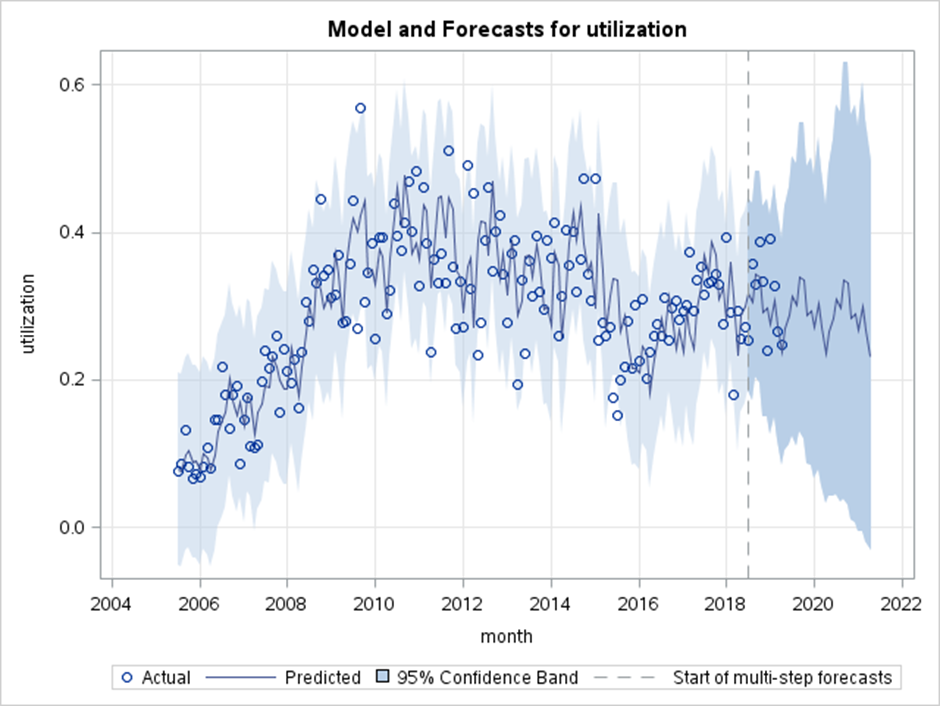 Model and Forecasts for utilization
0.6
0.4
0.2
0.0
utilization
2004 2006 2008 2010 2012 2014 2016 2018 2020 2022
month
Actual Predicted 95% Confidence Band Start of multi-step forecasts